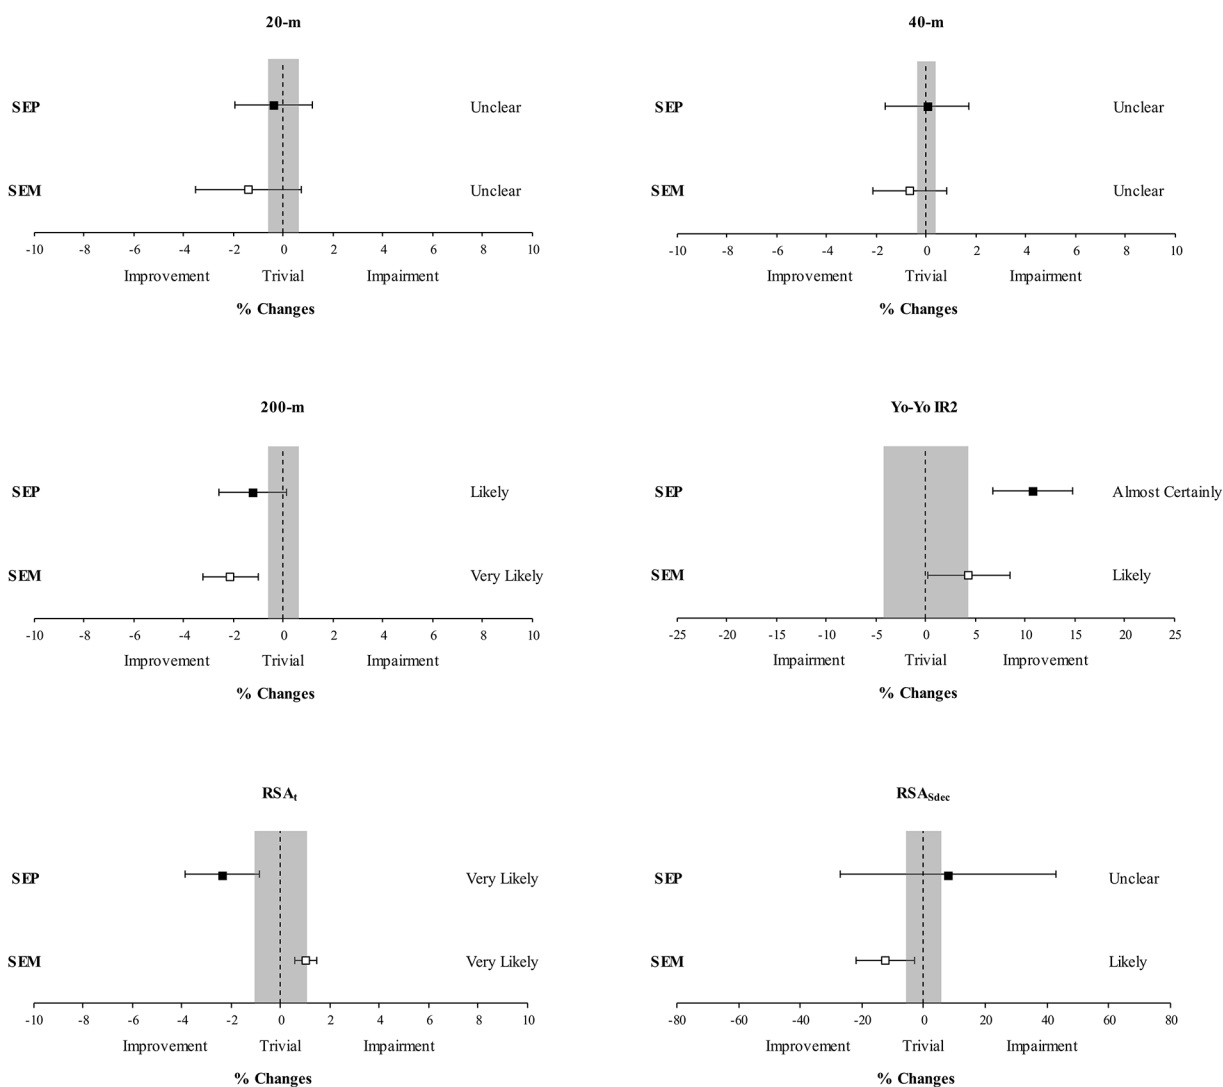 20-m
SEP Unclear
SEM Unclear
-10 -8 -6 -4 -2 0 2 4 6 8 10
Improvement Trivial Impairment
% Changes
40-m
SEP Unclear
SEM Unclear
-10 -8 -6 -4 -2 0 2 4 6 8 10
Improvement Trivial Impairment
% Changes
200-m
SEP Likely
SEM Very Likely
-10 -8 -6 -4 -2 0 2 4 6 8 10
Improvement Trivial Impairment
% Changes
Yo-Yo IR2
SEP Almost Certainly
SEM Likely
-25 -20 -15 -10 -5 0 5 10 15 20 25
Impairment Trivial Improvement
% Changes
RSAt
SEP Very Likely
SEM Very Likely
-10 -8 -6 -4 -2 0 2 4 6 8 10
Improvement Trivial Impairment
% Changes
RSASdec
SEP Unclear
SEM Likely
-80 -60 -40 -20 0 20 40 60 80
Improvement Trivial Impairment
% Changes